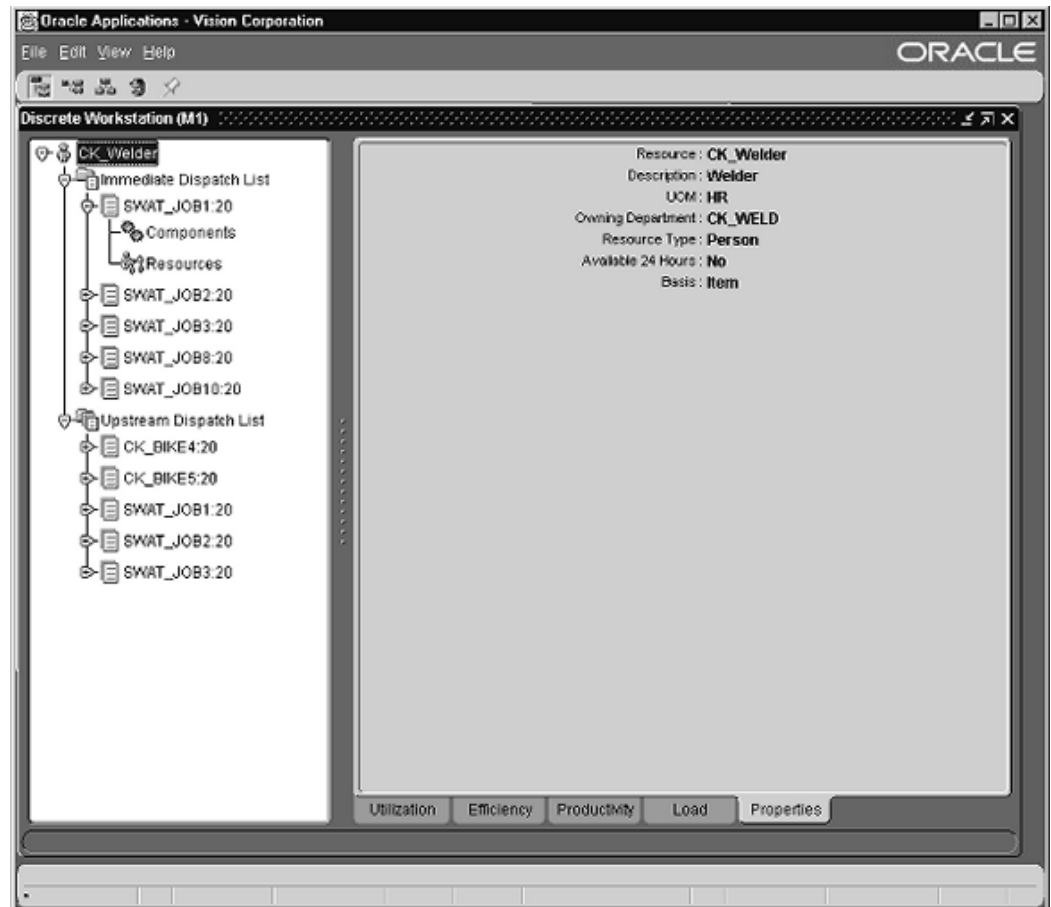 Oracle Applications - Vision Corporation
File Edit View Help
ORACLE
Discrete Workstation (M1)
CK_Welder
Immediate Dispatch List
SWAT_JOB1:20
Components
Resources
SWAT_JOB2:20
SWAT_JOB3:20
SWAT_JOB8:20
SWAT_JOB10:20
Upstream Dispatch List
CK_BIKE4:20
CK_BIKE5:20
SWAT_JOB1:20
SWAT_JOB2:20
SWAT_JOB3:20
Resource : CK_Welder
Description : Welder
UOM : HR
Owning Department : CK_WELD
Resource Type : Person
Available 24 Hours : No
Basis : Item
Utilization Efficiency Productivity Load Properties